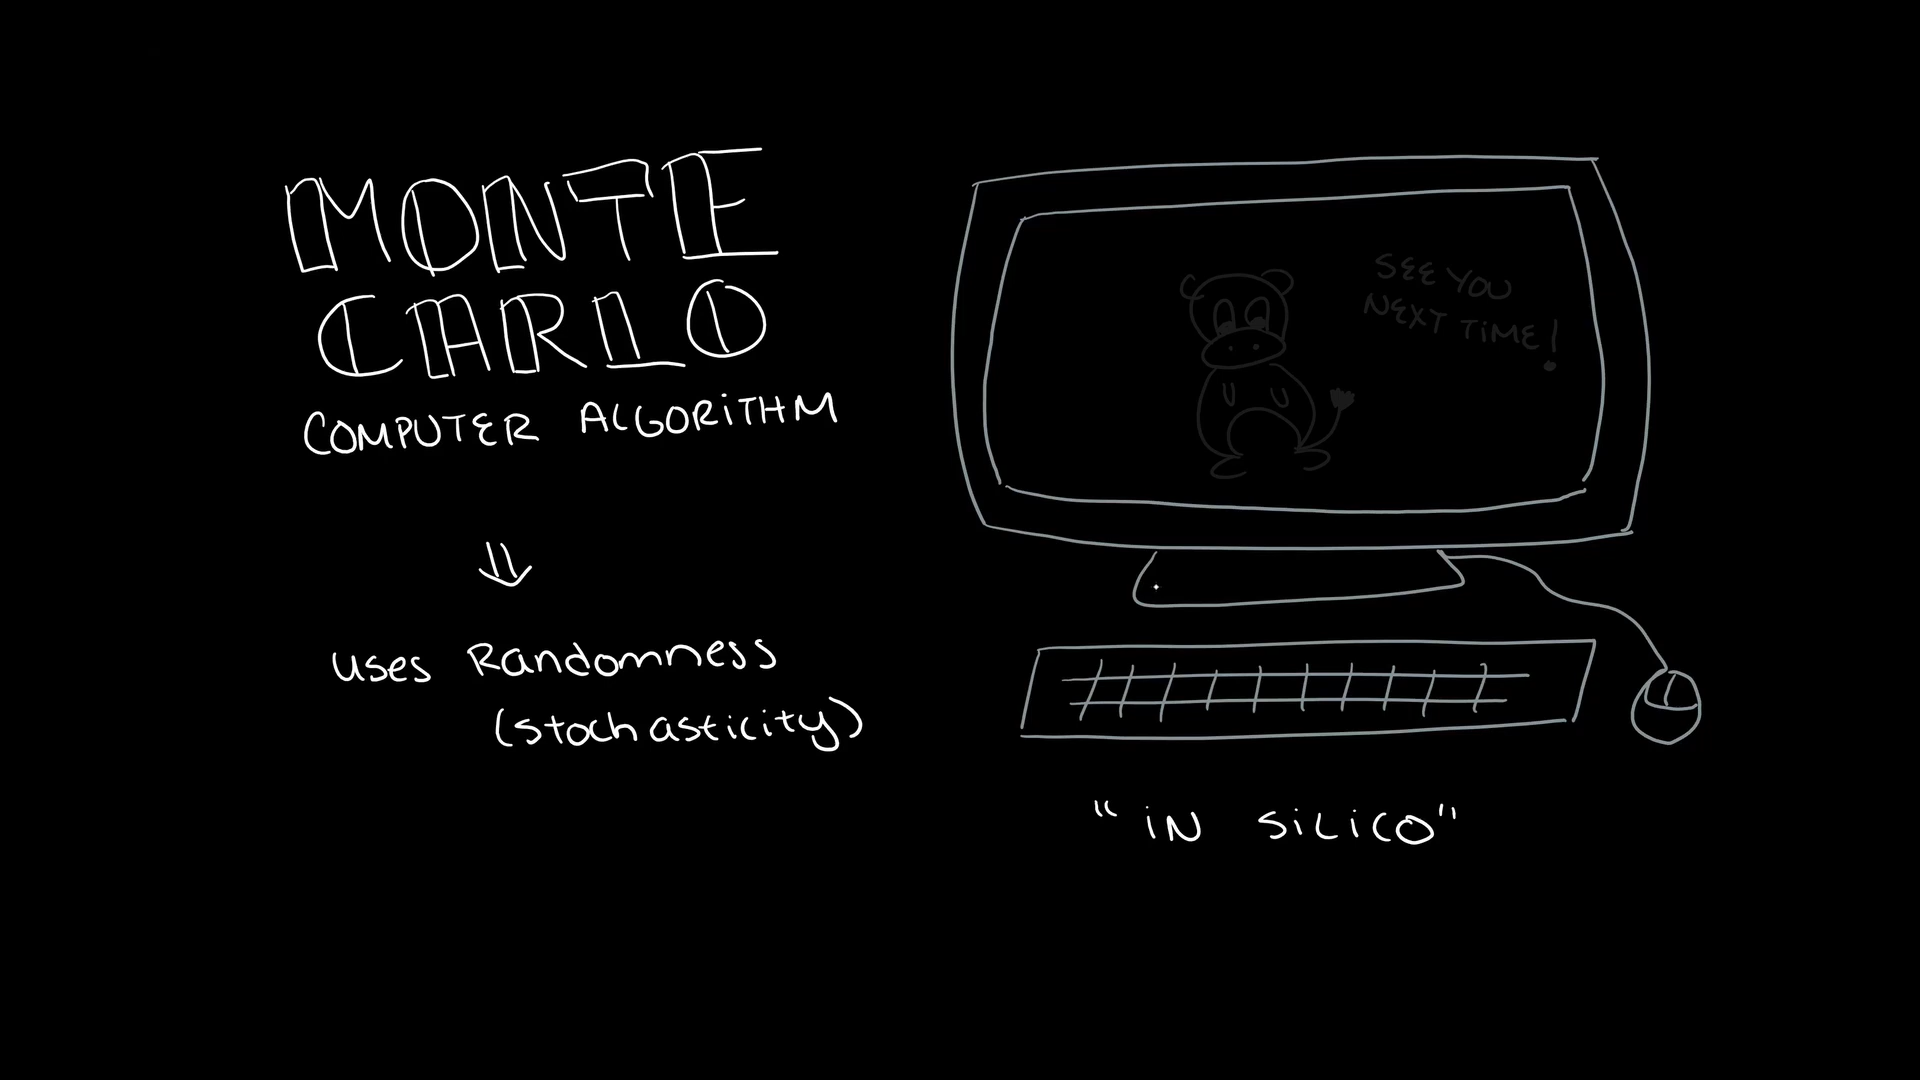 MONTE
CARLO
COMPUTER ALGORITHM
uses Randomness
(stochasticity)
SEE YOU
NEXT TIME!
"iN SiLiCO"